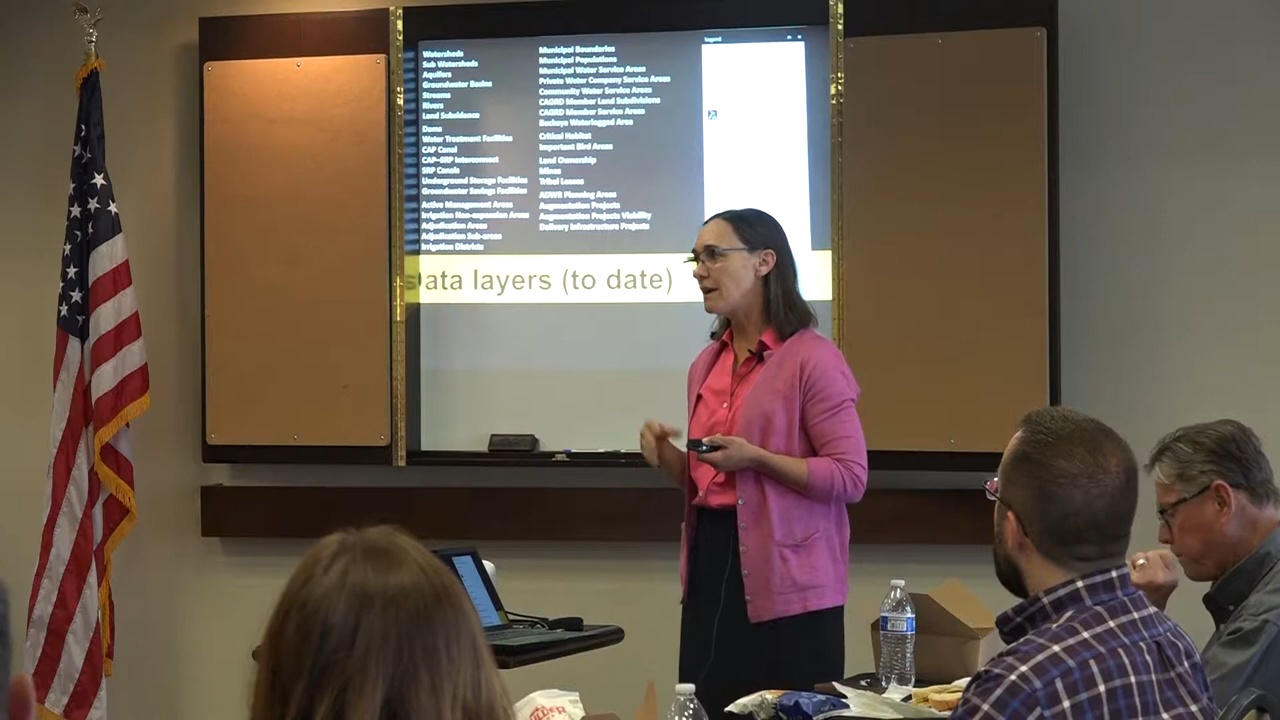 Watersheds
Sub Watersheds
Aquifers
Groundwater Basins
Streams
Rivers
Land Subsidence
Dams
Water Treatment Facilities
CAP Canal
CAP-SRP Interconnect
SRP Canals
Underground Storage Facilities
Groundwater Savings Facilities
Active Management Areas
Irrigation Non-expansion Areas
Adjudication Areas
Adjudication Sub-areas
Irrigation Districts
Municipal Boundaries
Municipal Populations
Municipal Water Service Areas
Private Water Company Service Areas
Community Water Service Areas
CAGRD Member Land Subdivisions
CAGRD Member Service Areas
Buckeye Waterlogged Area
Critical Habitat
Important Bird Areas
Land Ownership
Mines
Tribal Leases
ADWR Planning Areas
Augmentation Projects
Augmentation Projects Viability
Delivery Infrastructure Projects
Legend
Data layers (to date)